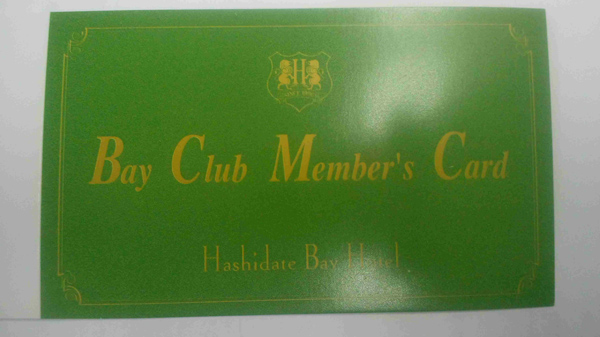 H
Bay Club Member's Card
Hashidate Bay Hotel